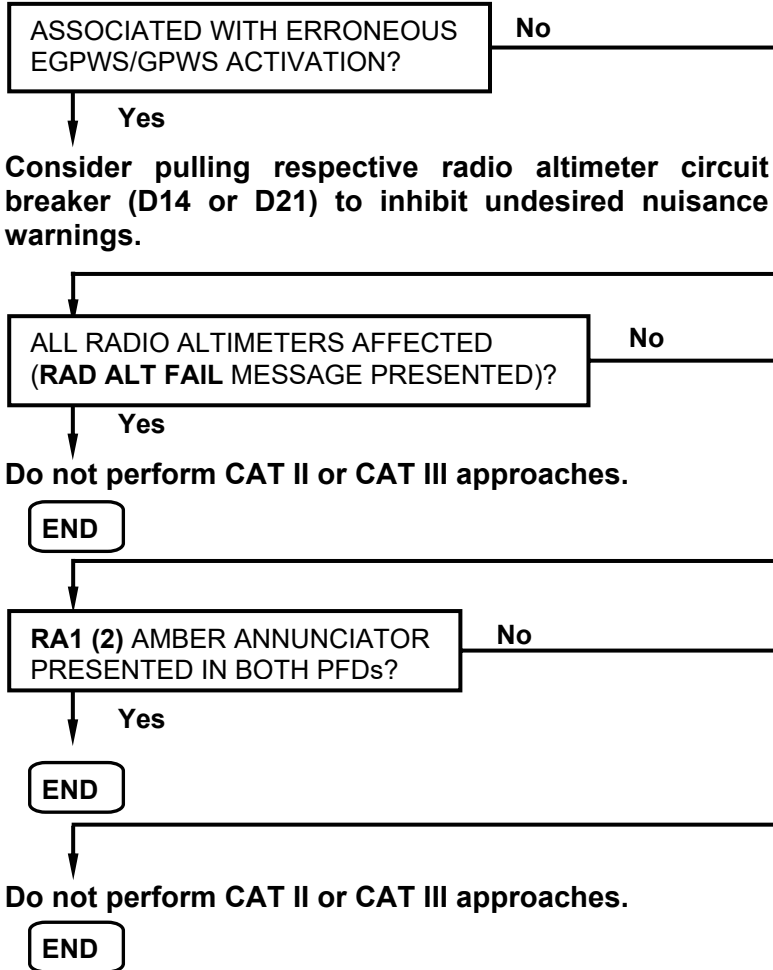 ASSOCIATED WITH ERRONEOUS No
EGPWS/GPWS ACTIVATION?
Yes
Consider pulling respective radio altimeter circuit
breaker (D14 or D21) to inhibit undesired nuisance
warnings.
ALL RADIO ALTIMETERS AFFECTED No
(RAD ALT FAIL MESSAGE PRESENTED)?
Yes
Do not perform CAT II or CAT III approaches.
END
RA1 (2) AMBER ANNUNCIATOR No
PRESENTED IN BOTH PFDs?
Yes
END
Do not perform CAT II or CAT III approaches.
END